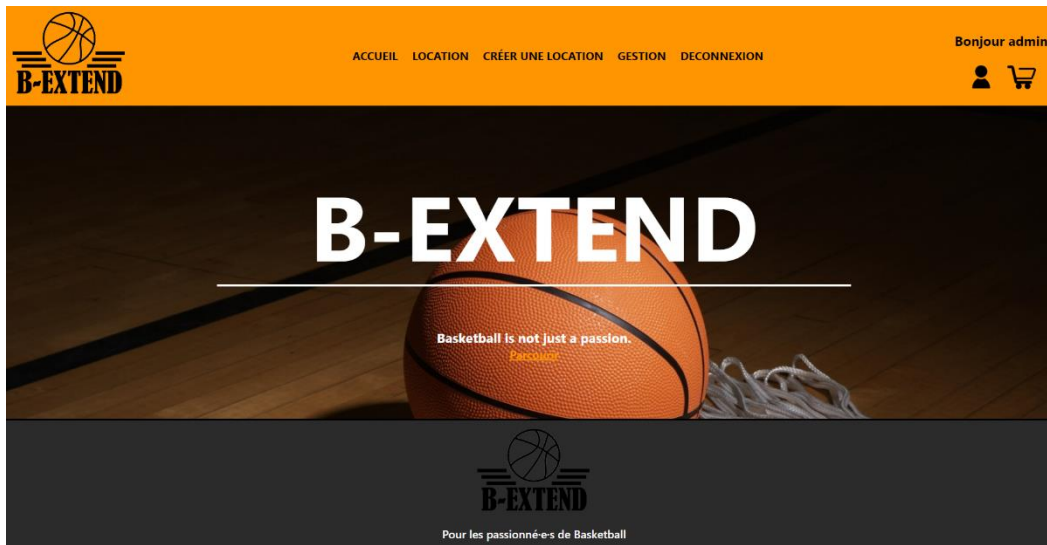 B-EXTEND
ACCUEIL LOCATION CRÉER UNE LOCATION GESTION DECONNEXION
Bonjour admin
B-EXTEND
Basketball is not just a passion.
Parcourir
B-EXTEND
Pour les passionné·e·s de Basketball